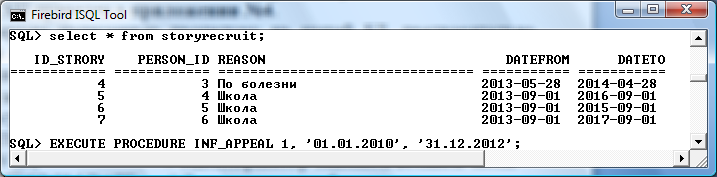 Firebird ISQL Tool
SQL> select * from storyrecruit;
ID_STRORY PERSON_ID REASON DATEFROM DATETO
============ ============ =============================== =========== ===========
4 3 По болезни 2013-05-28 2014-04-28
5 4 Школа 2013-09-01 2016-09-01
6 5 Школа 2013-09-01 2015-09-01
7 6 Школа 2013-09-01 2017-09-01
SQL> EXECUTE PROCEDURE INF_APPEAL 1, '01.01.2010', '31.12.2012';